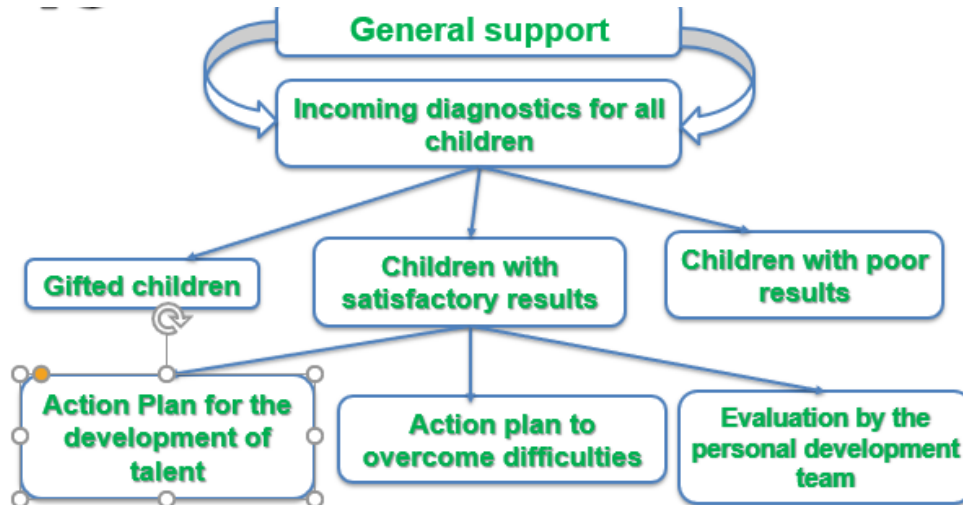 General support
Incoming diagnostics for all
children
Gifted children
Children with
satisfactory results
Children with poor
results
Action Plan for the
development of
talent
Action plan to
overcome difficulties
Evaluation by the
personal development
team